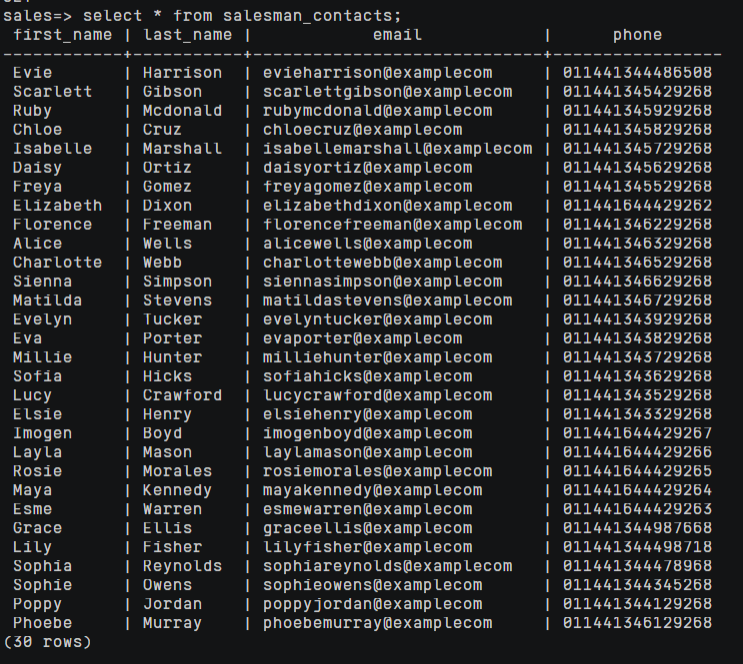 sales=> select * from salesman_contacts;
 first_name | last_name |            email             |      phone
------------+-----------+------------------------------+-----------------
 Evie       | Harrison  | evieharrison@examplecom      | 011441344486508
 Scarlett   | Gibson    | scarlettgibson@examplecom    | 011441345429268
 Ruby       | Mcdonald  | rubymcdonald@examplecom      | 011441345929268
 Chloe      | Cruz      | chloecruz@examplecom         | 011441345829268
 Isabelle   | Marshall  | isabellemarshall@examplecom  | 011441345729268
 Daisy      | Ortiz     | daisyortiz@examplecom        | 011441345629268
 Freya      | Gomez     | freyagomez@examplecom        | 011441345529268
 Elizabeth  | Dixon     | elizabethdixon@examplecom    | 011441644429262
 Florence   | Freeman   | florencefreeman@examplecom   | 011441346229268
 Alice      | Wells     | alicewells@examplecom        | 011441346329268
 Charlotte  | Webb      | charlottewebb@examplecom     | 011441346529268
 Sienna     | Simpson   | siennasimpson@examplecom     | 011441346629268
 Matilda    | Stevens   | matildastevens@examplecom    | 011441346729268
 Evelyn     | Tucker    | evelyntucker@examplecom      | 011441343929268
 Eva        | Porter    | evaporter@examplecom         | 011441343829268
 Millie     | Hunter    | milliehunter@examplecom      | 011441343729268
 Sofia      | Hicks     | sofiahicks@examplecom        | 011441343629268
 Lucy       | Crawford  | lucycrawford@examplecom      | 011441343529268
 Elsie      | Henry     | elsiehenry@examplecom        | 011441343329268
 Imogen     | Boyd      | imogenboyd@examplecom        | 011441644429267
 Layla      | Mason     | laylamason@examplecom        | 011441644429266
 Rosie      | Morales   | rosiemorales@examplecom      | 011441644429265
 Maya       | Kennedy   | mayakennedy@examplecom       | 011441644429264
 Esme       | Warren    | esmewarren@examplecom        | 011441644429263
 Grace      | Ellis     | graceellis@examplecom        | 011441344987668
 Lily       | Fisher    | lilyfisher@examplecom        | 011441344498718
 Sophia     | Reynolds  | sophiareynolds@examplecom    | 011441344478968
 Sophie     | Owens     | sophieowens@examplecom       | 011441344345268
 Poppy      | Jordan    | poppyjordan@examplecom       | 011441344129268
 Phoebe     | Murray    | phoebemurray@examplecom      | 011441346129268
(30 rows)